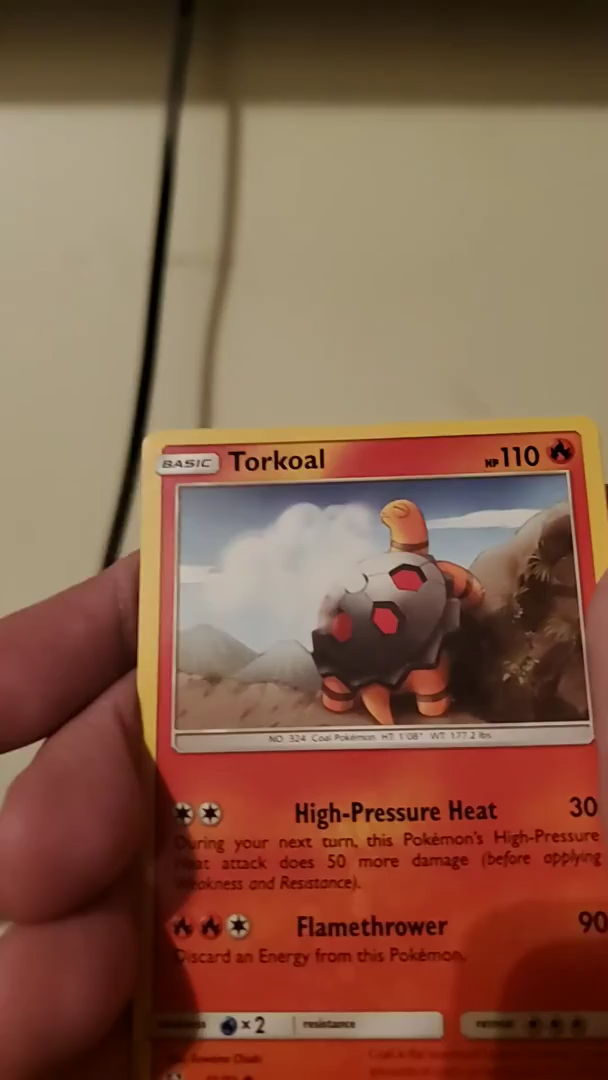 BASIC Torkoal HP 110
NO. 324 Coal Pokémon HT: 1'08" WT: 177.2 lbs
High-Pressure Heat 30
During your next turn, this Pokémon's High-Pressure
Heat attack does 50 more damage (before applying
Weakness and Resistance).
Flamethrower 90
Discard an Energy from this Pokémon.
weakness x2 resistance retreat